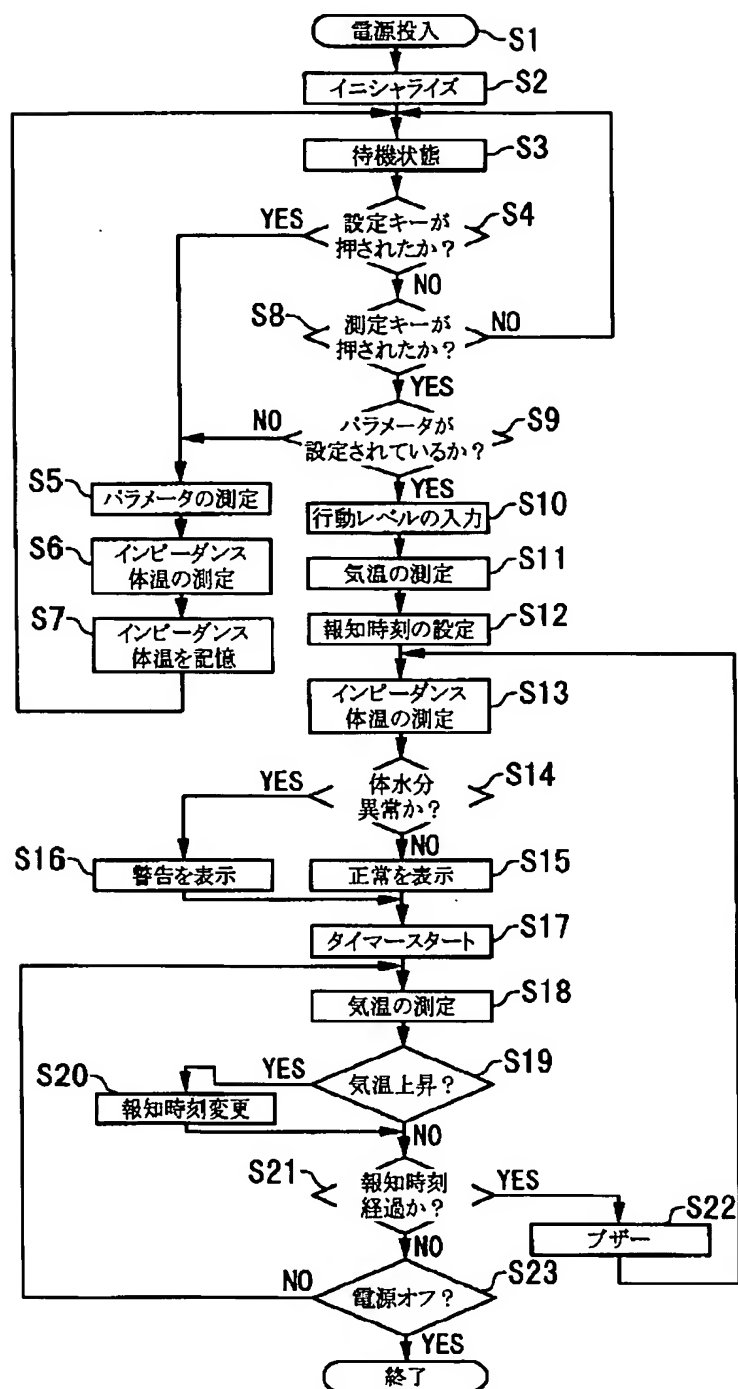 電源投入
S1
イニシャライズ
S2
待機状態
S3
設定キーが
押されたか?
S4
YES
NO
S8
測定キーが
押されたか?
NO
YES
パラメータが
設定されているか?
S9
NO
YES
S5
パラメータの測定
行動レベルの入力
S10
S6
インピーダンス
体温の測定
気温の測定
S11
S7
インピーダンス
体温を記憶
報知時刻の設定
S12
インピーダンス
体温の測定
S13
体水分
異常か?
S14
YES
NO
S16
警告を表示
正常を表示
S15
タイマースタート
S17
気温の測定
S18
気温上昇?
S19
YES
S20
報知時刻変更
NO
S21
報知時刻
経過か?
YES
S22
ブザー
NO
電源オフ?
S23
NO
YES
終了